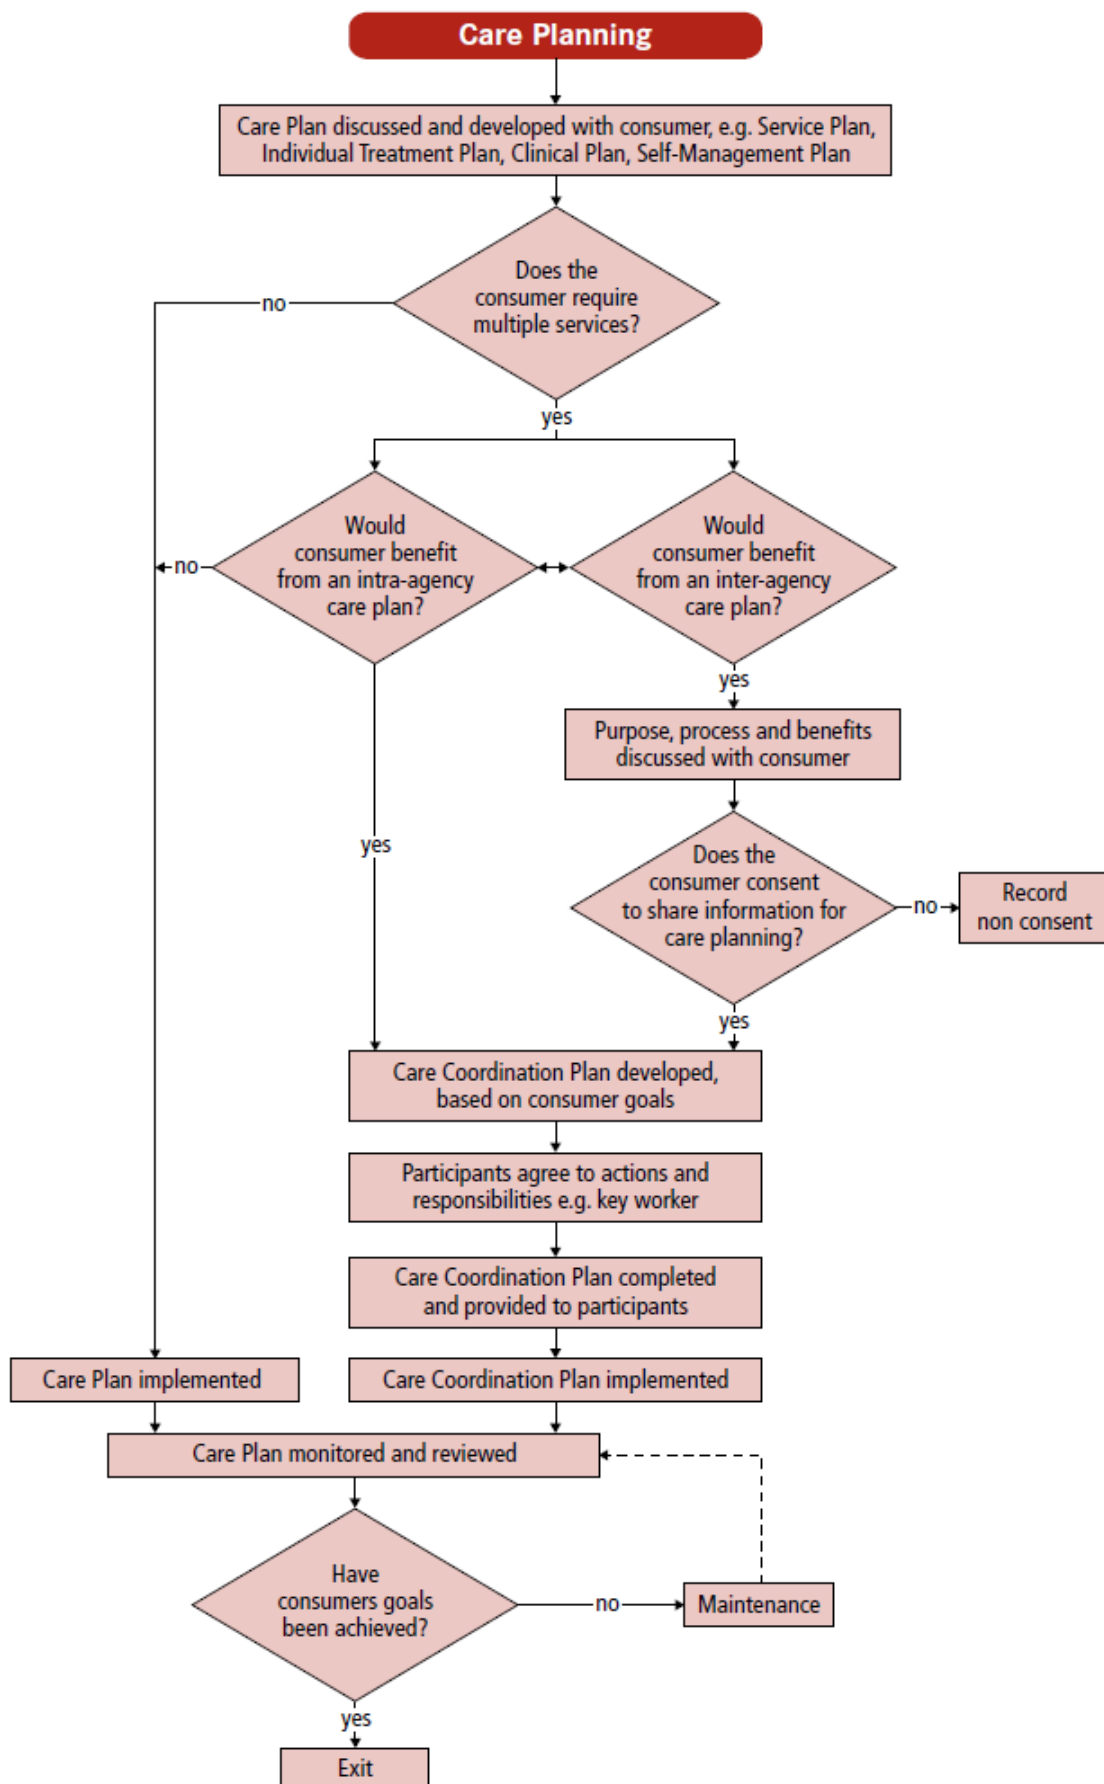 Care Planning
Care Plan discussed and developed with consumer, e.g. Service Plan,
Individual Treatment Plan, Clinical Plan, Self-Management Plan
Does the
consumer require
multiple services?
no
yes
Would
consumer benefit
from an intra-agency
care plan?
Would
consumer benefit
from an inter-agency
care plan?
no
yes
Purpose, process and benefits
discussed with consumer
yes
Does the
consumer consent
to share information for
care planning?
no
Record
non consent
yes
Care Coordination Plan developed,
based on consumer goals
Participants agree to actions and
responsibilities e.g. key worker
Care Coordination Plan completed
and provided to participants
Care Plan implemented
Care Coordination Plan implemented
Care Plan monitored and reviewed
Have
consumers goals
been achieved?
no
Maintenance
yes
Exit